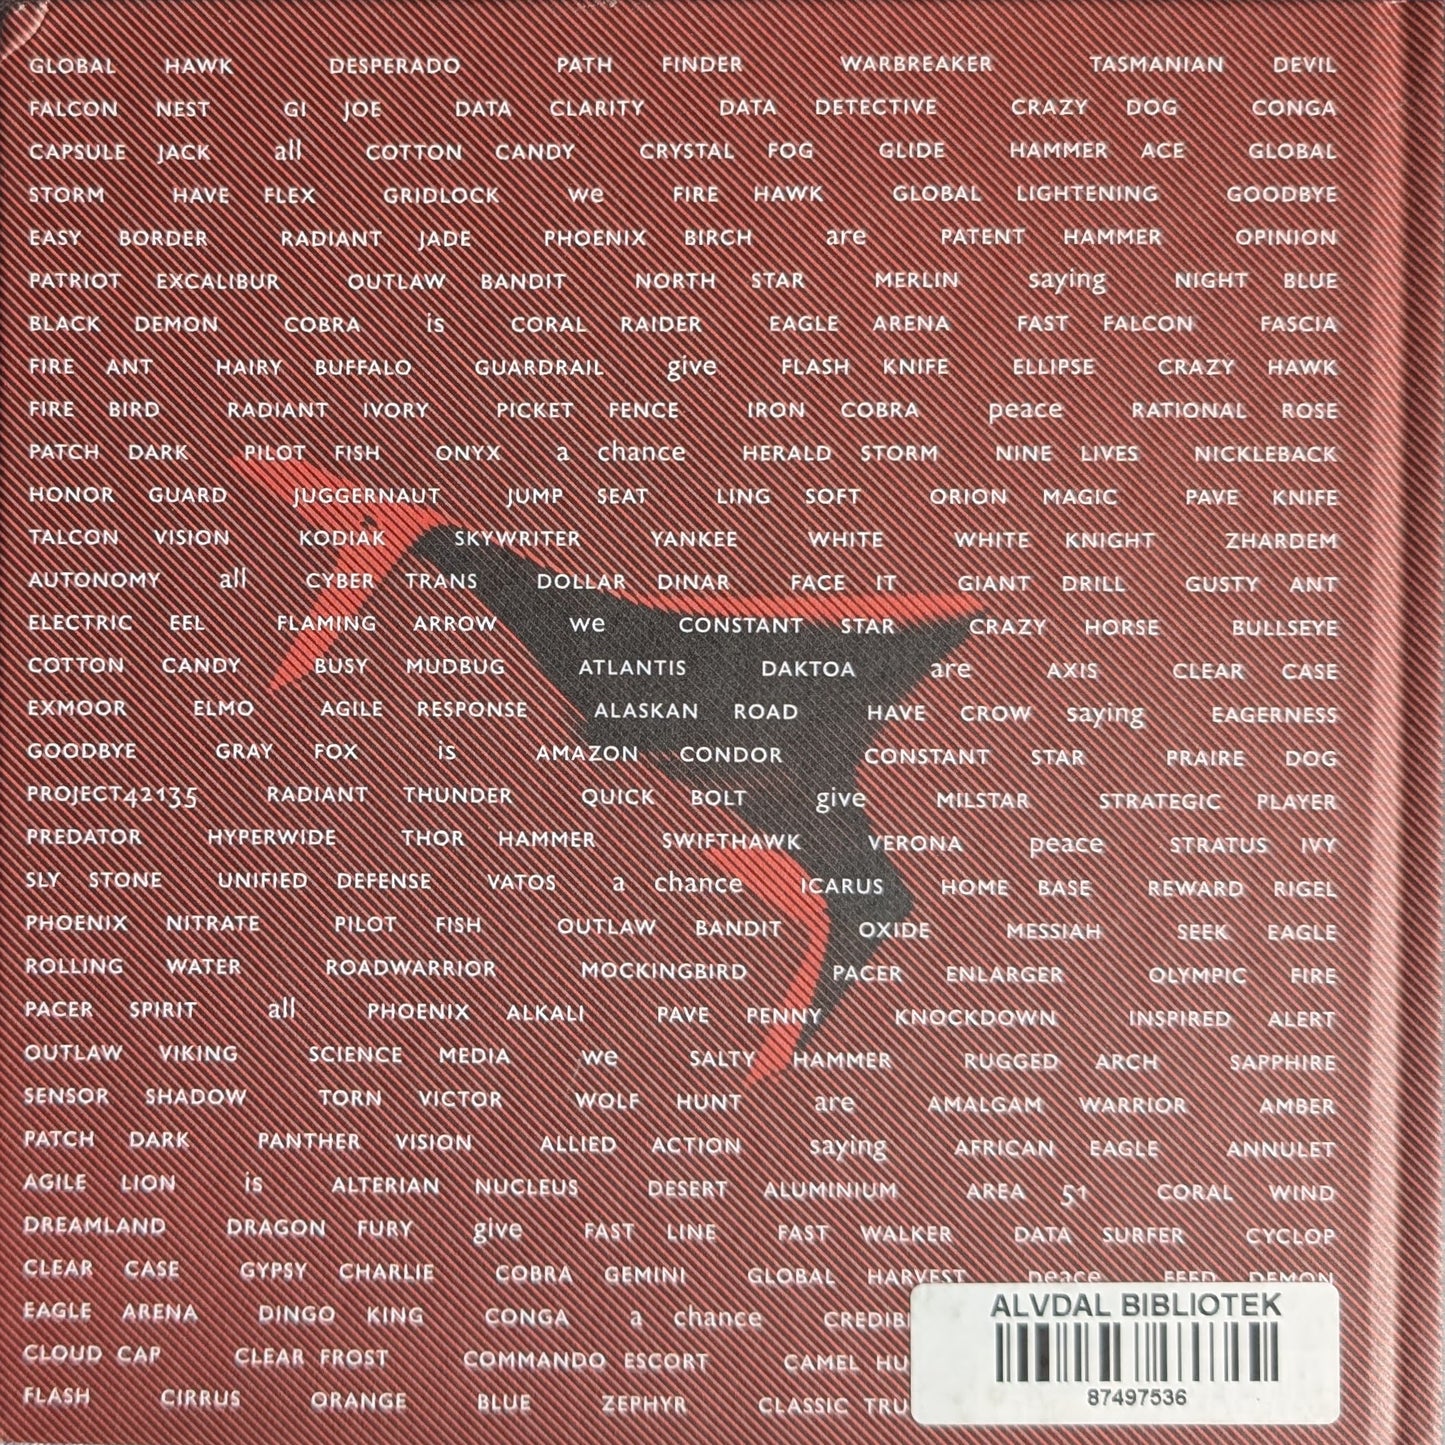 GLOBAL HAWK DESPERADO PATH FINDER WARBREAKER TASMANIAN DEVIL
FALCON NEST GI JOE DATA CLARITY DATA DETECTIVE CRAZY DOG CONGA
CAPSULE JACK all COTTON CANDY CRYSTAL FOG GLIDE HAMMER ACE GLOBAL
STORM HAVE FLEX GRIDLOCK we FIRE HAWK GLOBAL LIGHTENING GOODBYE
EASY BORDER RADIANT JADE PHOENIX BIRCH are PATENT HAMMER OPINION
PATRIOT EXCALIBUR OUTLAW BANDIT NORTH STAR MERLIN saying NIGHT BLUE
BLACK DEMON COBRA is CORAL RAIDER EAGLE ARENA FAST FALCON FASCIA
FIRE ANT HAIRY BUFFALO GUARDRAIL give FLASH KNIFE ELLIPSE CRAZY HAWK
FIRE BIRD RADIANT IVORY PICKET FENCE IRON COBRA peace RATIONAL ROSE
PATCH DARK PILOT FISH ONYX a chance HERALD STORM NINE LIVES NICKLEBACK
HONOR GUARD JUGGERNAUT JUMP SEAT LING SOFT ORION MAGIC PAVE KNIFE
TALCON VISION KODIAK SKYWRITER YANKEE WHITE WHITE KNIGHT ZHARDEM
AUTONOMY all CYBER TRANS DOLLAR DINAR FACE IT GIANT DRILL GUSTY ANT
ELECTRIC EEL FLAMING ARROW we CONSTANT STAR CRAZY HORSE BULLSEYE
COTTON CANDY BUSY MUDBUG ATLANTIS DAKTOA are AXIS CLEAR CASE
EXMOOR ELMO AGILE RESPONSE ALASKAN ROAD HAVE CROW saying EAGERNESS
GOODBYE GRAY FOX is AMAZON CONDOR CONSTANT STAR PRAIRE DOG
PROJECT42135 RADIANT THUNDER QUICK BOLT give MILSTAR STRATEGIC PLAYER
PREDATOR HYPERWIDE THOR HAMMER SWIFTHAWK VERONA peace STRATUS IVY
SLY STONE UNIFIED DEFENSE VATOS a chance ICARUS HOME BASE REWARD RIGEL
PHOENIX NITRATE PILOT FISH OUTLAW BANDIT OXIDE MESSIAH SEEK EAGLE
ROLLING WATER ROADWARRIOR MOCKINGBIRD PACER ENLARGER OLYMPIC FIRE
PACER SPIRIT all PHOENIX ALKALI PAVE PENNY KNOCKDOWN INSPIRED ALERT
OUTLAW VIKING SCIENCE MEDIA we SALTY HAMMER RUGGED ARCH SAPPHIRE
SENSOR SHADOW TORN VICTOR WOLF HUNT are AMALGAM WARRIOR AMBER
PATCH DARK PANTHER VISION ALLIED ACTION saying AFRICAN EAGLE ANNULET
AGILE LION is ALTERIAN NUCLEUS DESERT ALUMINIUM AREA 51 CORAL WIND
DREAMLAND DRAGON FURY give FAST LINE FAST WALKER DATA SURFER CYCLOP
CLEAR CASE GYPSY CHARLIE COBRA GEMINI GLOBAL HARVEST peace FEED DEMON
EAGLE ARENA DINGO KING CONGA a chance CREDIB
CLOUD CAP CLEAR FROST COMMANDO ESCORT CAMEL HU
FLASH CIRRUS ORANGE BLUE ZEPHYR CLASSIC TRU
ALVDAL BIBLIOTEK
87497536